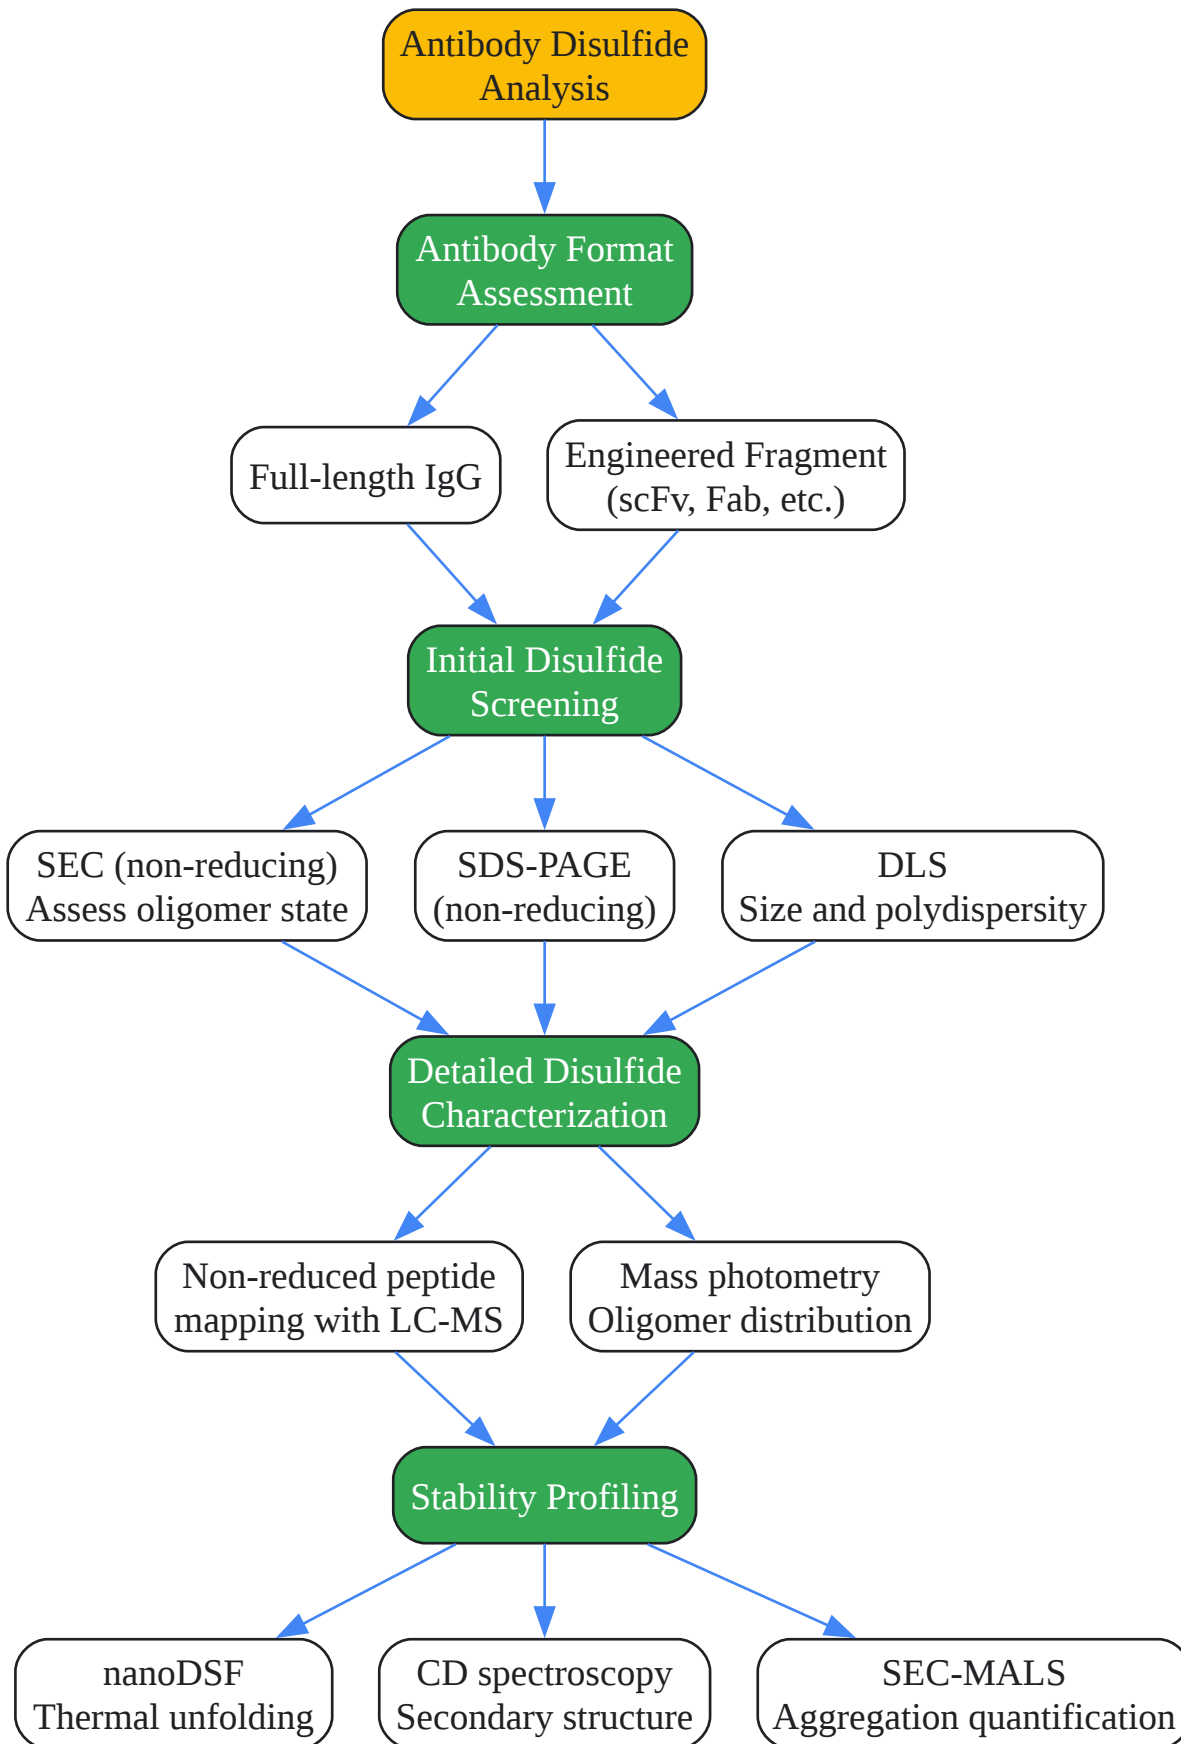 Antibody Disulfide
Analysis
Antibody Format
Assessment
Full-length IgG
Engineered Fragment
(scFv, Fab, etc.)
Initial Disulfide
Screening
SEC (non-reducing)
Assess oligomer state
SDS-PAGE
(non-reducing)
DLS
Size and polydispersity
Detailed Disulfide
Characterization
Non-reduced peptide
mapping with LC-MS
Mass photometry
Oligomer distribution
Stability Profiling
nanoDSF
Thermal unfolding
CD spectroscopy
Secondary structure
SEC-MALS
Aggregation quantification